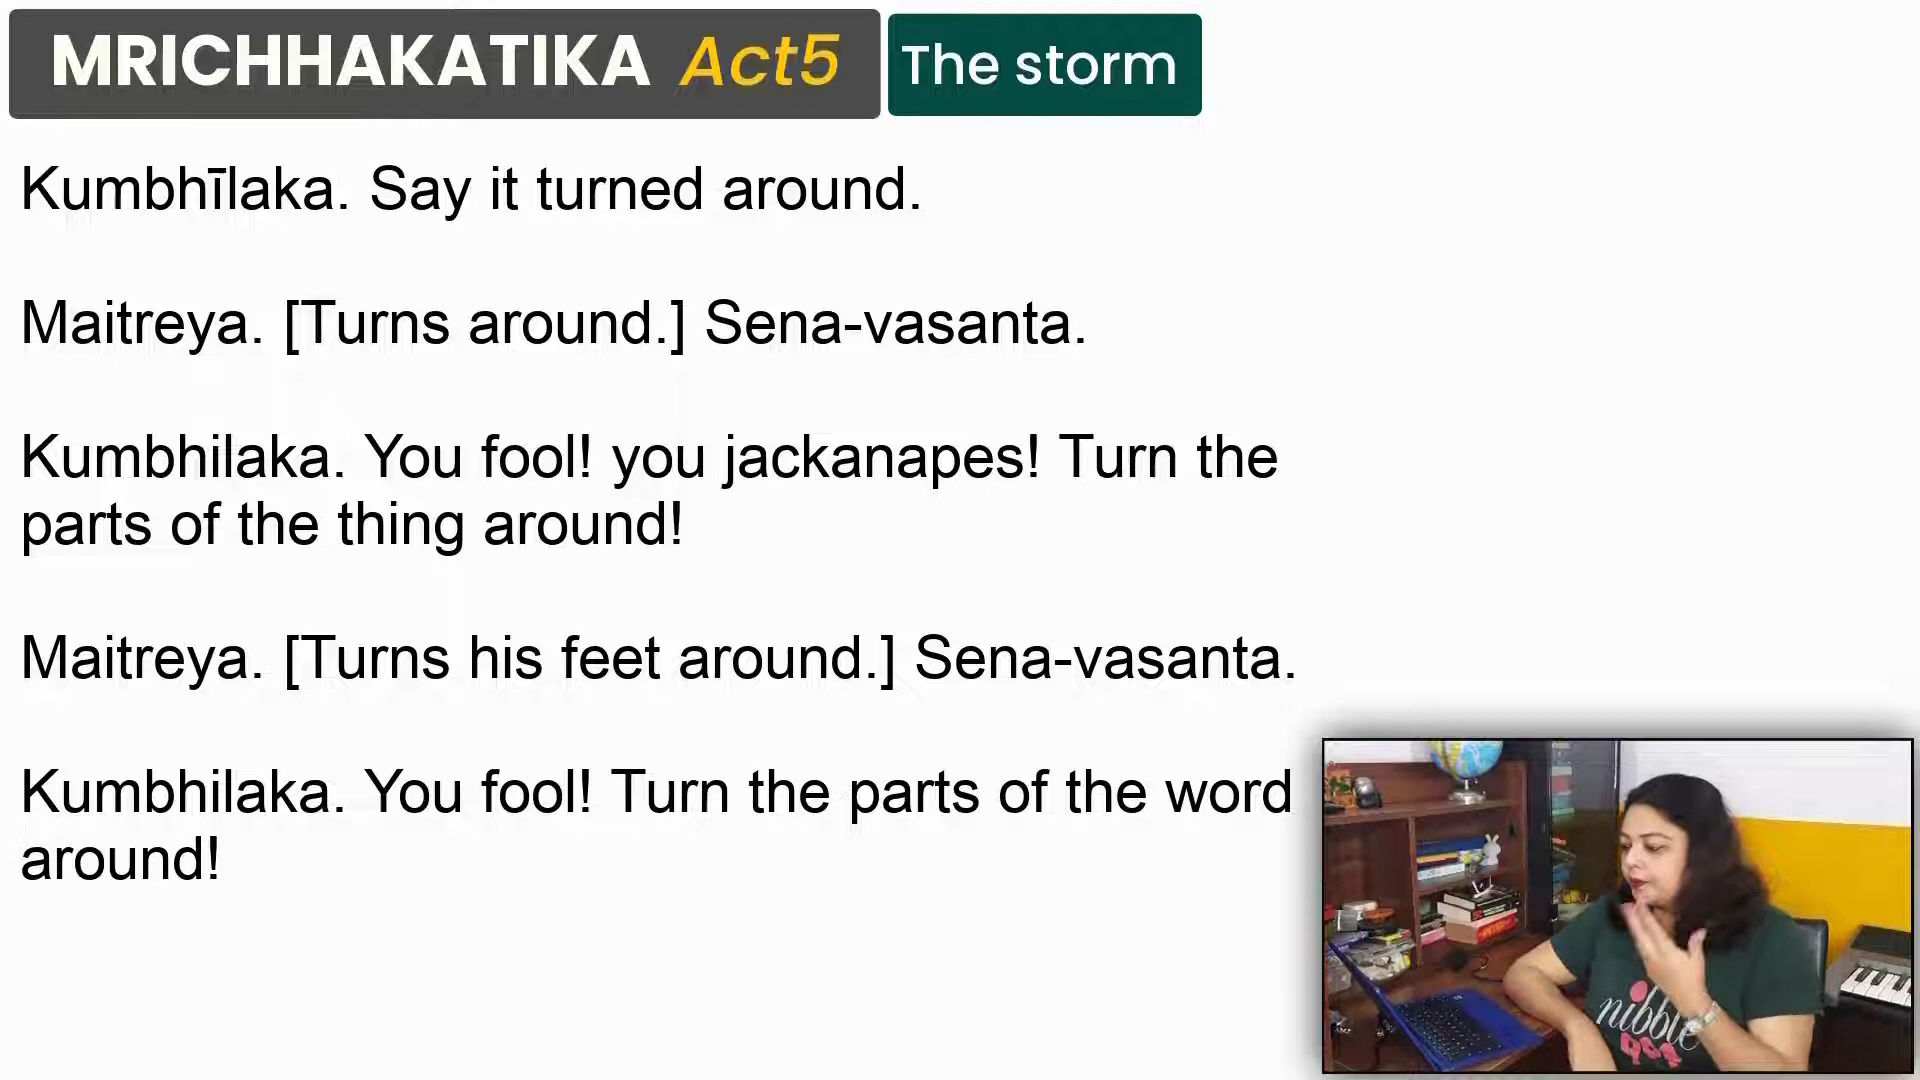 MRICHHAKATIKA Act5 The storm
Kumbhīlaka. Say it turned around.
Maitreya. [Turns around.] Sena-vasanta.
Kumbhilaka. You fool! you jackanapes! Turn the
parts of the thing around!
Maitreya. [Turns his feet around.] Sena-vasanta.
Kumbhilaka. You fool! Turn the parts of the word
around!
nibble